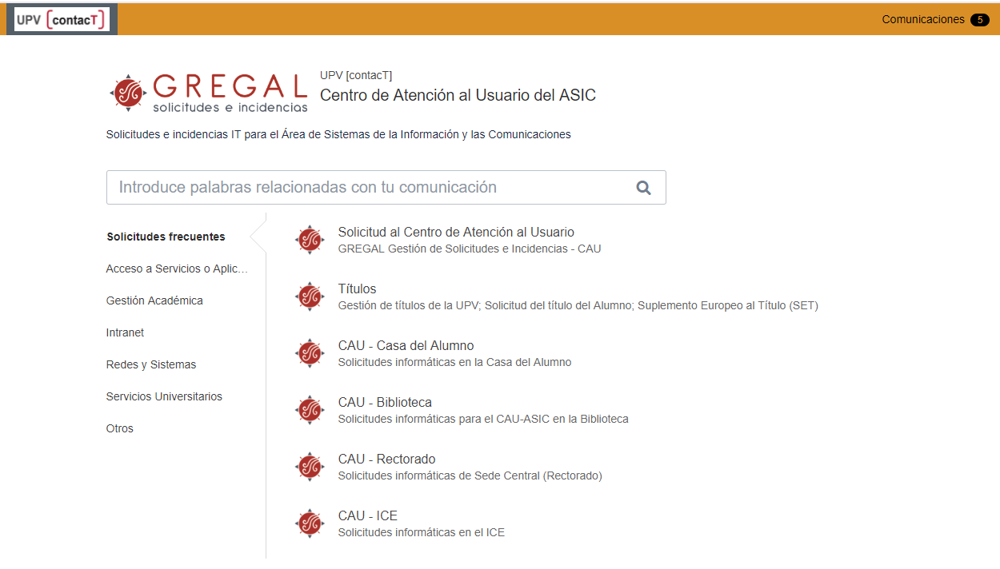 UPV [contacT]
Comunicaciones 5
GREGAL
solicitudes e incidencias
UPV [contacT]
Centro de Atención al Usuario del ASIC
Solicitudes e incidencias IT para el Área de Sistemas de la Información y las Comunicaciones
Introduce palabras relacionadas con tu comunicación
Solicitudes frecuentes
Acceso a Servicios o Aplic...
Gestión Académica
Intranet
Redes y Sistemas
Servicios Universitarios
Otros
Solicitud al Centro de Atención al Usuario
GREGAL Gestión de Solicitudes e Incidencias - CAU
Títulos
Gestión de títulos de la UPV; Solicitud del título del Alumno; Suplemento Europeo al Título (SET)
CAU - Casa del Alumno
Solicitudes informáticas en la Casa del Alumno
CAU - Biblioteca
Solicitudes informáticas para el CAU-ASIC en la Biblioteca
CAU - Rectorado
Solicitudes informáticas de Sede Central (Rectorado)
CAU - ICE
Solicitudes informáticas en el ICE